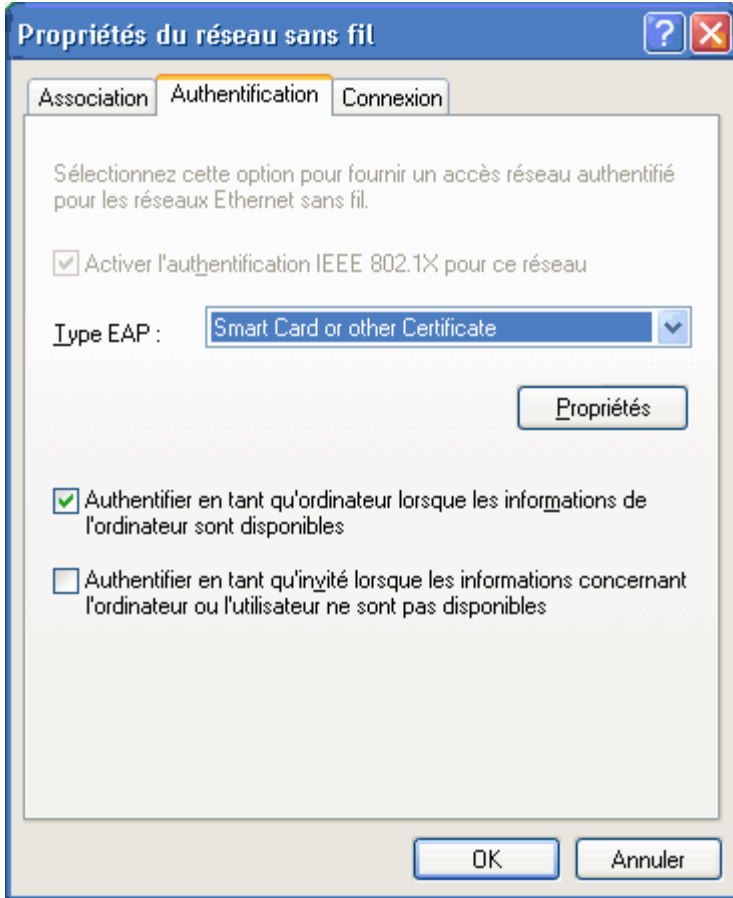 Propriétés du réseau sans fil
Association Authentification Connexion
Sélectionnez cette option pour fournir un accès réseau authentifié
pour les réseaux Ethernet sans fil.
Activer l'authentification IEEE 802.1X pour ce réseau
Type EAP : Smart Card or other Certificate
Propriétés
Authentifier en tant qu'ordinateur lorsque les informations de
l'ordinateur sont disponibles
Authentifier en tant qu'invité lorsque les informations concernant
l'ordinateur ou l'utilisateur ne sont pas disponibles
OK Annuler